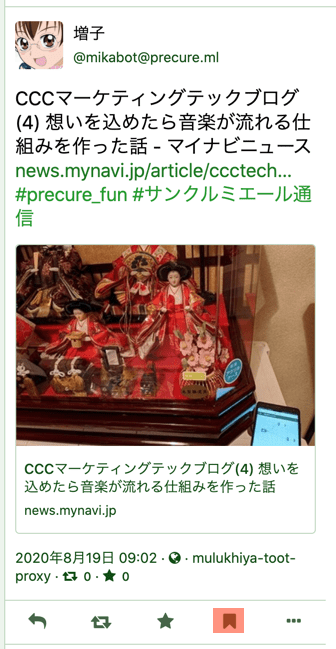 増子
@mikabot@precure.ml
CCCマーケティングテックブログ
(4) 想いを込めたら音楽が流れる仕
組みを作った話 - マイナビニュース
news.mynavi.jp/article/ccctech...
#precure_fun #サンクルミエール通
信
CCCマーケティングテックブログ(4) 想いを
込めたら音楽が流れる仕組みを作った話
news.mynavi.jp
2020年8月19日 09:02 · · mulukhiya-toot-
proxy · 0 · 0